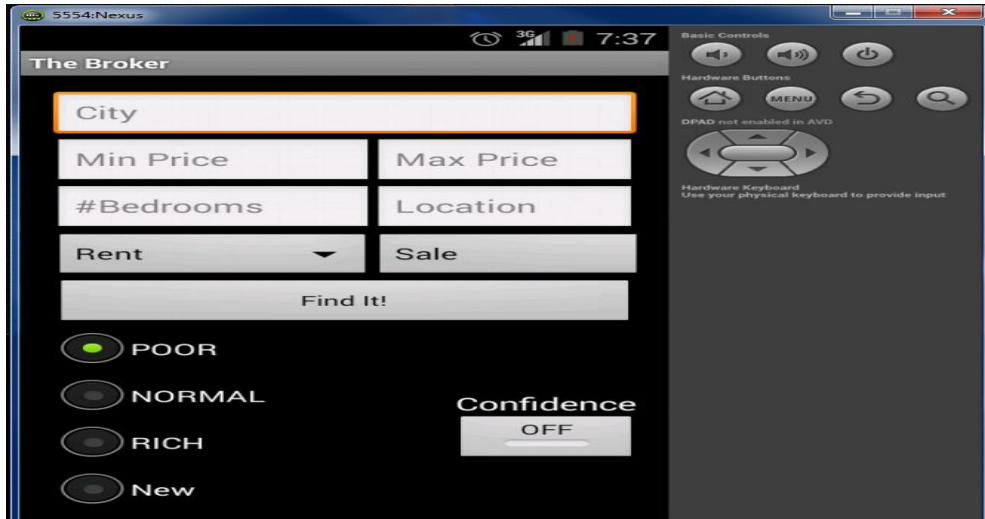 5554:Nexus
3G 7:37
The Broker
City
Min Price Max Price
#Bedrooms Location
Rent Sale
Find It!
POOR
NORMAL
RICH
New
Confidence
OFF
Basic Controls
Hardware Buttons
MENU
DPAD not enabled in AVD
Hardware Keyboard
Use your physical keyboard to provide input